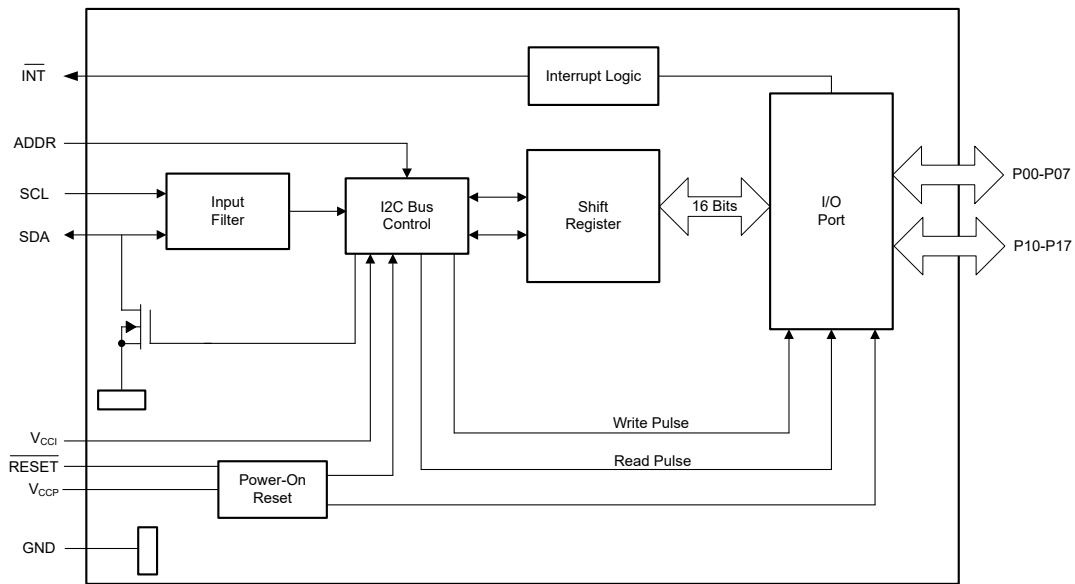 INT
Interrupt Logic
ADDR
SCL
SDA
Input
Filter
I2C Bus
Control
Shift
Register
16 Bits
I/O
Port
P00-P07
P10-P17
Write Pulse
Read Pulse
VCCI
RESET
VCCP
Power-On
Reset
GND